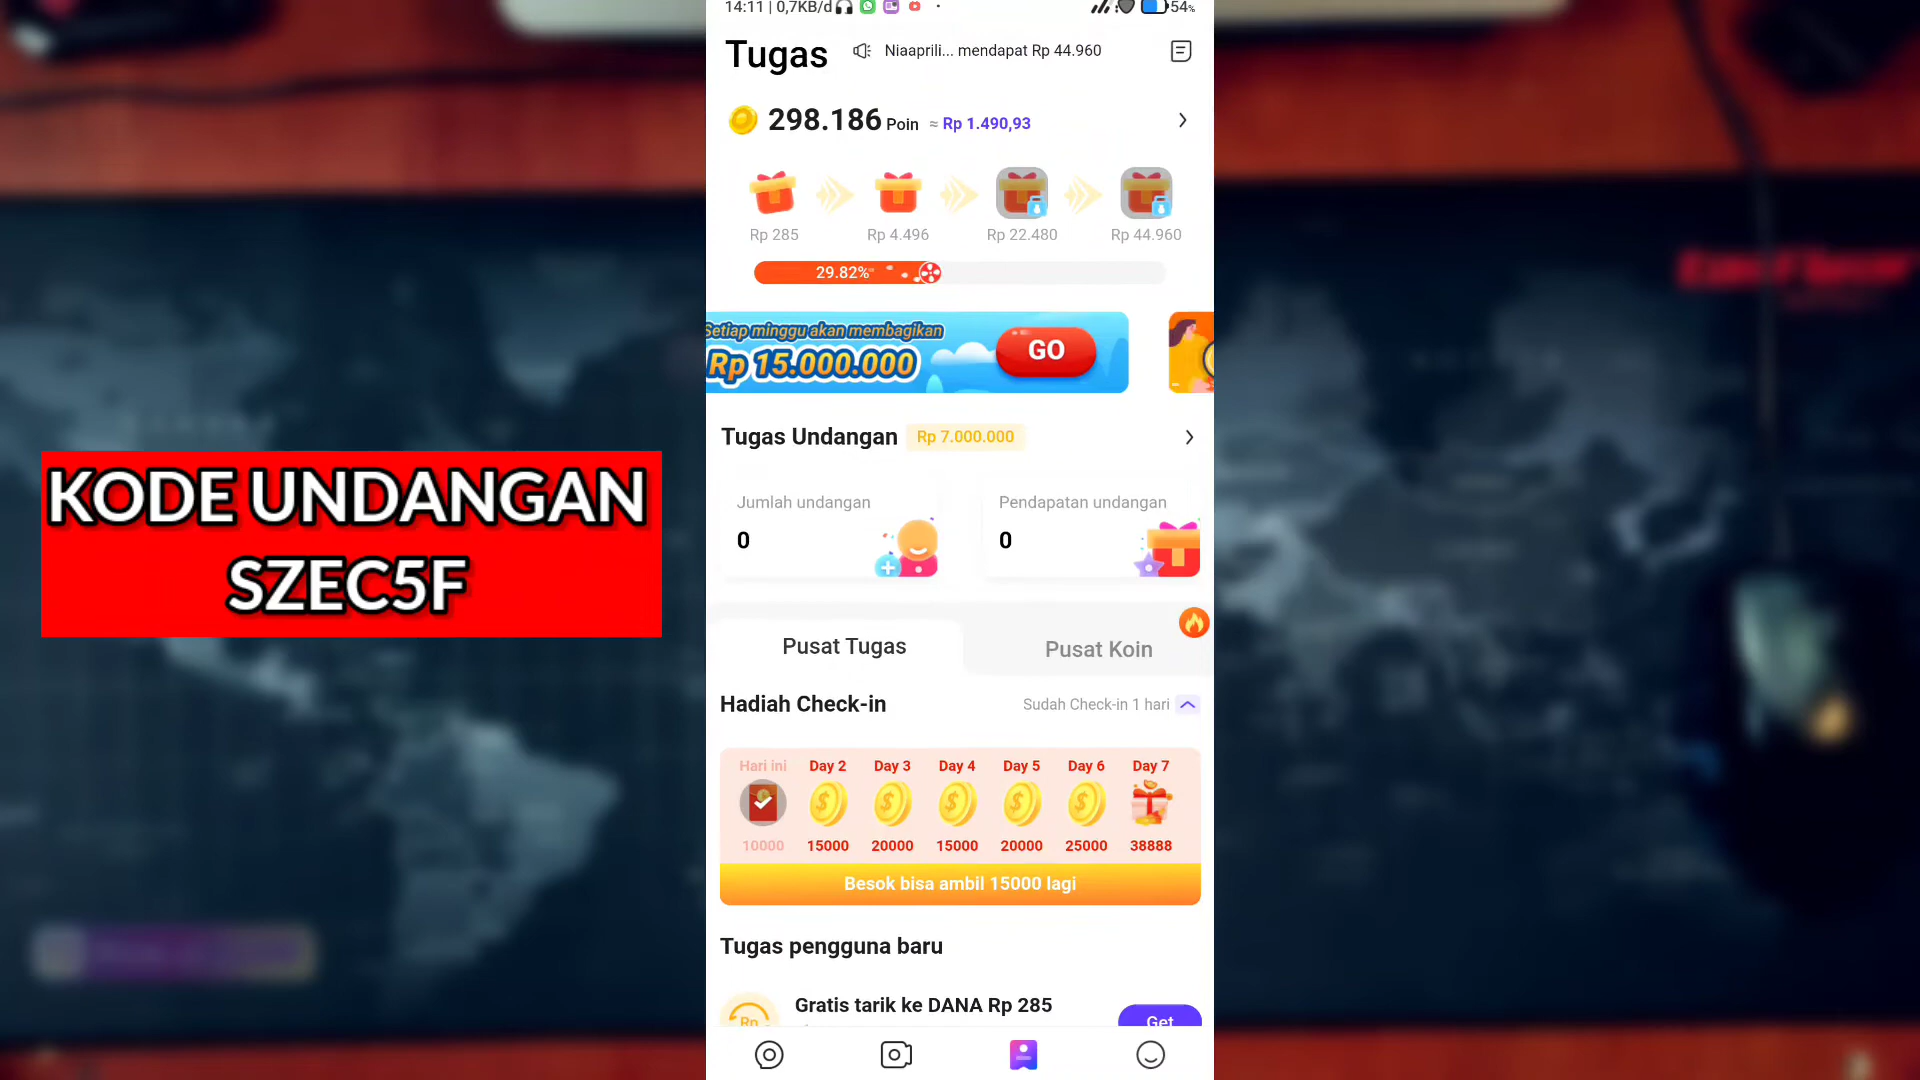 14:11 | 0,7KB/d
54%
Tugas
Niaaprili... mendapat Rp 44.960
298.186 Poin ≈ Rp 1.490,93
Rp 285
Rp 4.496
Rp 22.480
Rp 44.960
29.82%
Setiap minggu akan membagikan
Rp 15.000.000
GO
Tugas Undangan Rp 7.000.000
KODE UNDANGAN
SZEC5F
Jumlah undangan
0
Pendapatan undangan
0
Pusat Tugas
Pusat Koin
Hadiah Check-in
Sudah Check-in 1 hari
Hari ini Day 2 Day 3 Day 4 Day 5 Day 6 Day 7
10000 15000 20000 15000 20000 25000 38888
Besok bisa ambil 15000 lagi
Tugas pengguna baru
Gratis tarik ke DANA Rp 285
Rp
Get